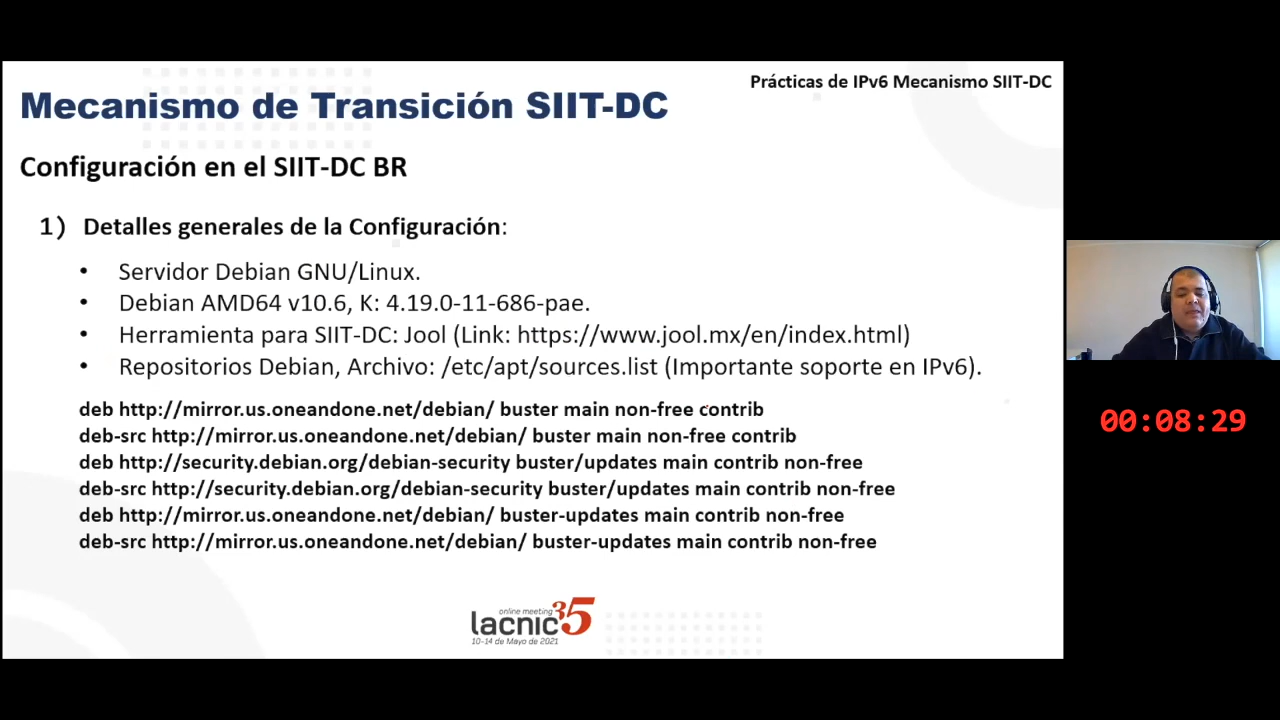 Prácticas de IPv6 Mecanismo SIIT-DC
Mecanismo de Transición SIIT-DC
Configuración en el SIIT-DC BR
1) Detalles generales de la Configuración:
• Servidor Debian GNU/Linux.
• Debian AMD64 v10.6, K: 4.19.0-11-686-pae.
• Herramienta para SIIT-DC: Jool (Link: https://www.jool.mx/en/index.html)
• Repositorios Debian, Archivo: /etc/apt/sources.list (Importante soporte en IPv6).
deb http://mirror.us.oneandone.net/debian/ buster main non-free contrib
deb-src http://mirror.us.oneandone.net/debian/ buster main non-free contrib
deb http://security.debian.org/debian-security buster/updates main contrib non-free
deb-src http://security.debian.org/debian-security buster/updates main contrib non-free
deb http://mirror.us.oneandone.net/debian/ buster-updates main contrib non-free
deb-src http://mirror.us.oneandone.net/debian/ buster-updates main contrib non-free
00:08:29
online meeting
lacnic 35
10-14 de Mayo de 2021